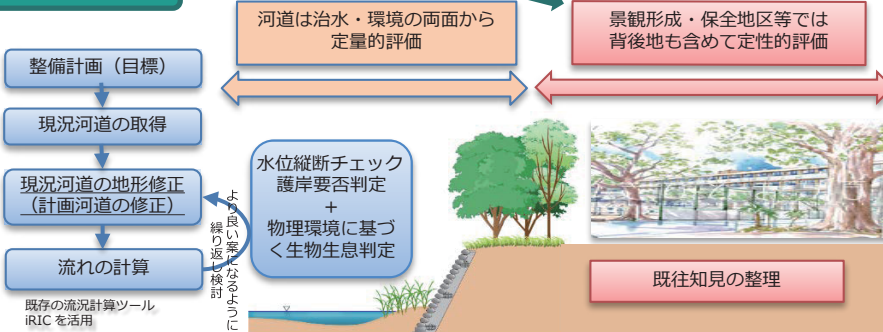 河道は治水・環境の両面から
定量的評価
景観形成・保全地区等では
背後地も含めて定性的評価
整備計画（目標）
現況河道の取得
現況河道の地形修正
（計画河道の修正）
流れの計算
既存の流況計算ツール
iRIC を活用
より良い案になるように
繰り返し検討
水位縦断チェック
護岸要否判定
+
物理環境に基づ
く生物生息判定
既往知見の整理